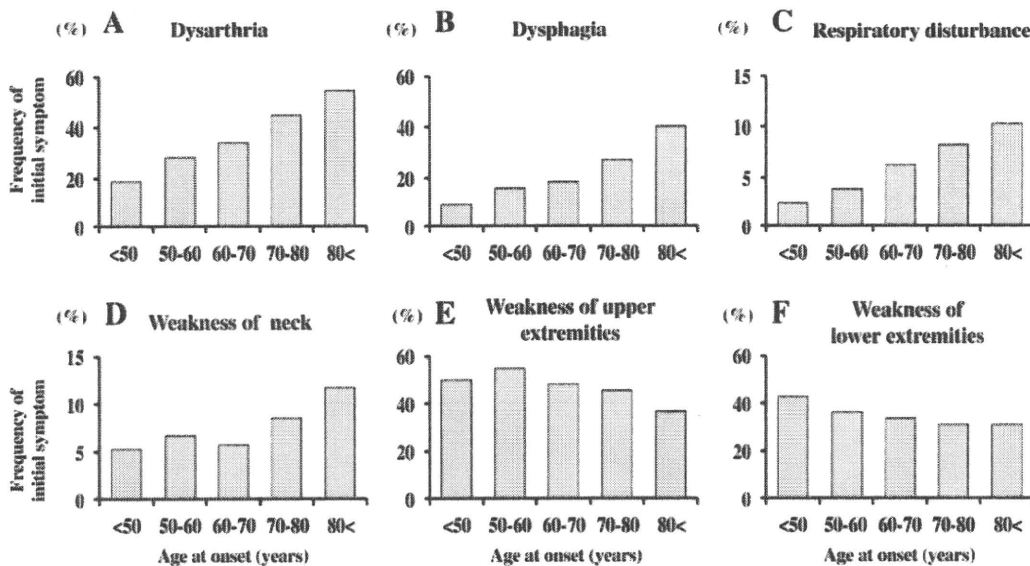 (%) A Dysarthria
Frequency of
initial symptom
60
40
20
0
<50 50-60 60-70 70-80 80<
(%) B Dysphagia
60
40
20
0
<50 50-60 60-70 70-80 80<
(%) C Respiratory disturbance
15
10
5
0
<50 50-60 60-70 70-80 80<
(%) D Weakness of neck
Frequency of
initial symptom
15
10
5
0
<50 50-60 60-70 70-80 80<
Age at onset (years)
(%) E Weakness of upper
extremities
60
40
20
0
<50 50-60 60-70 70-80 80<
Age at onset (years)
(%) F Weakness of
lower extremities
60
40
20
0
<50 50-60 60-70 70-80 80<
Age at onset (years)